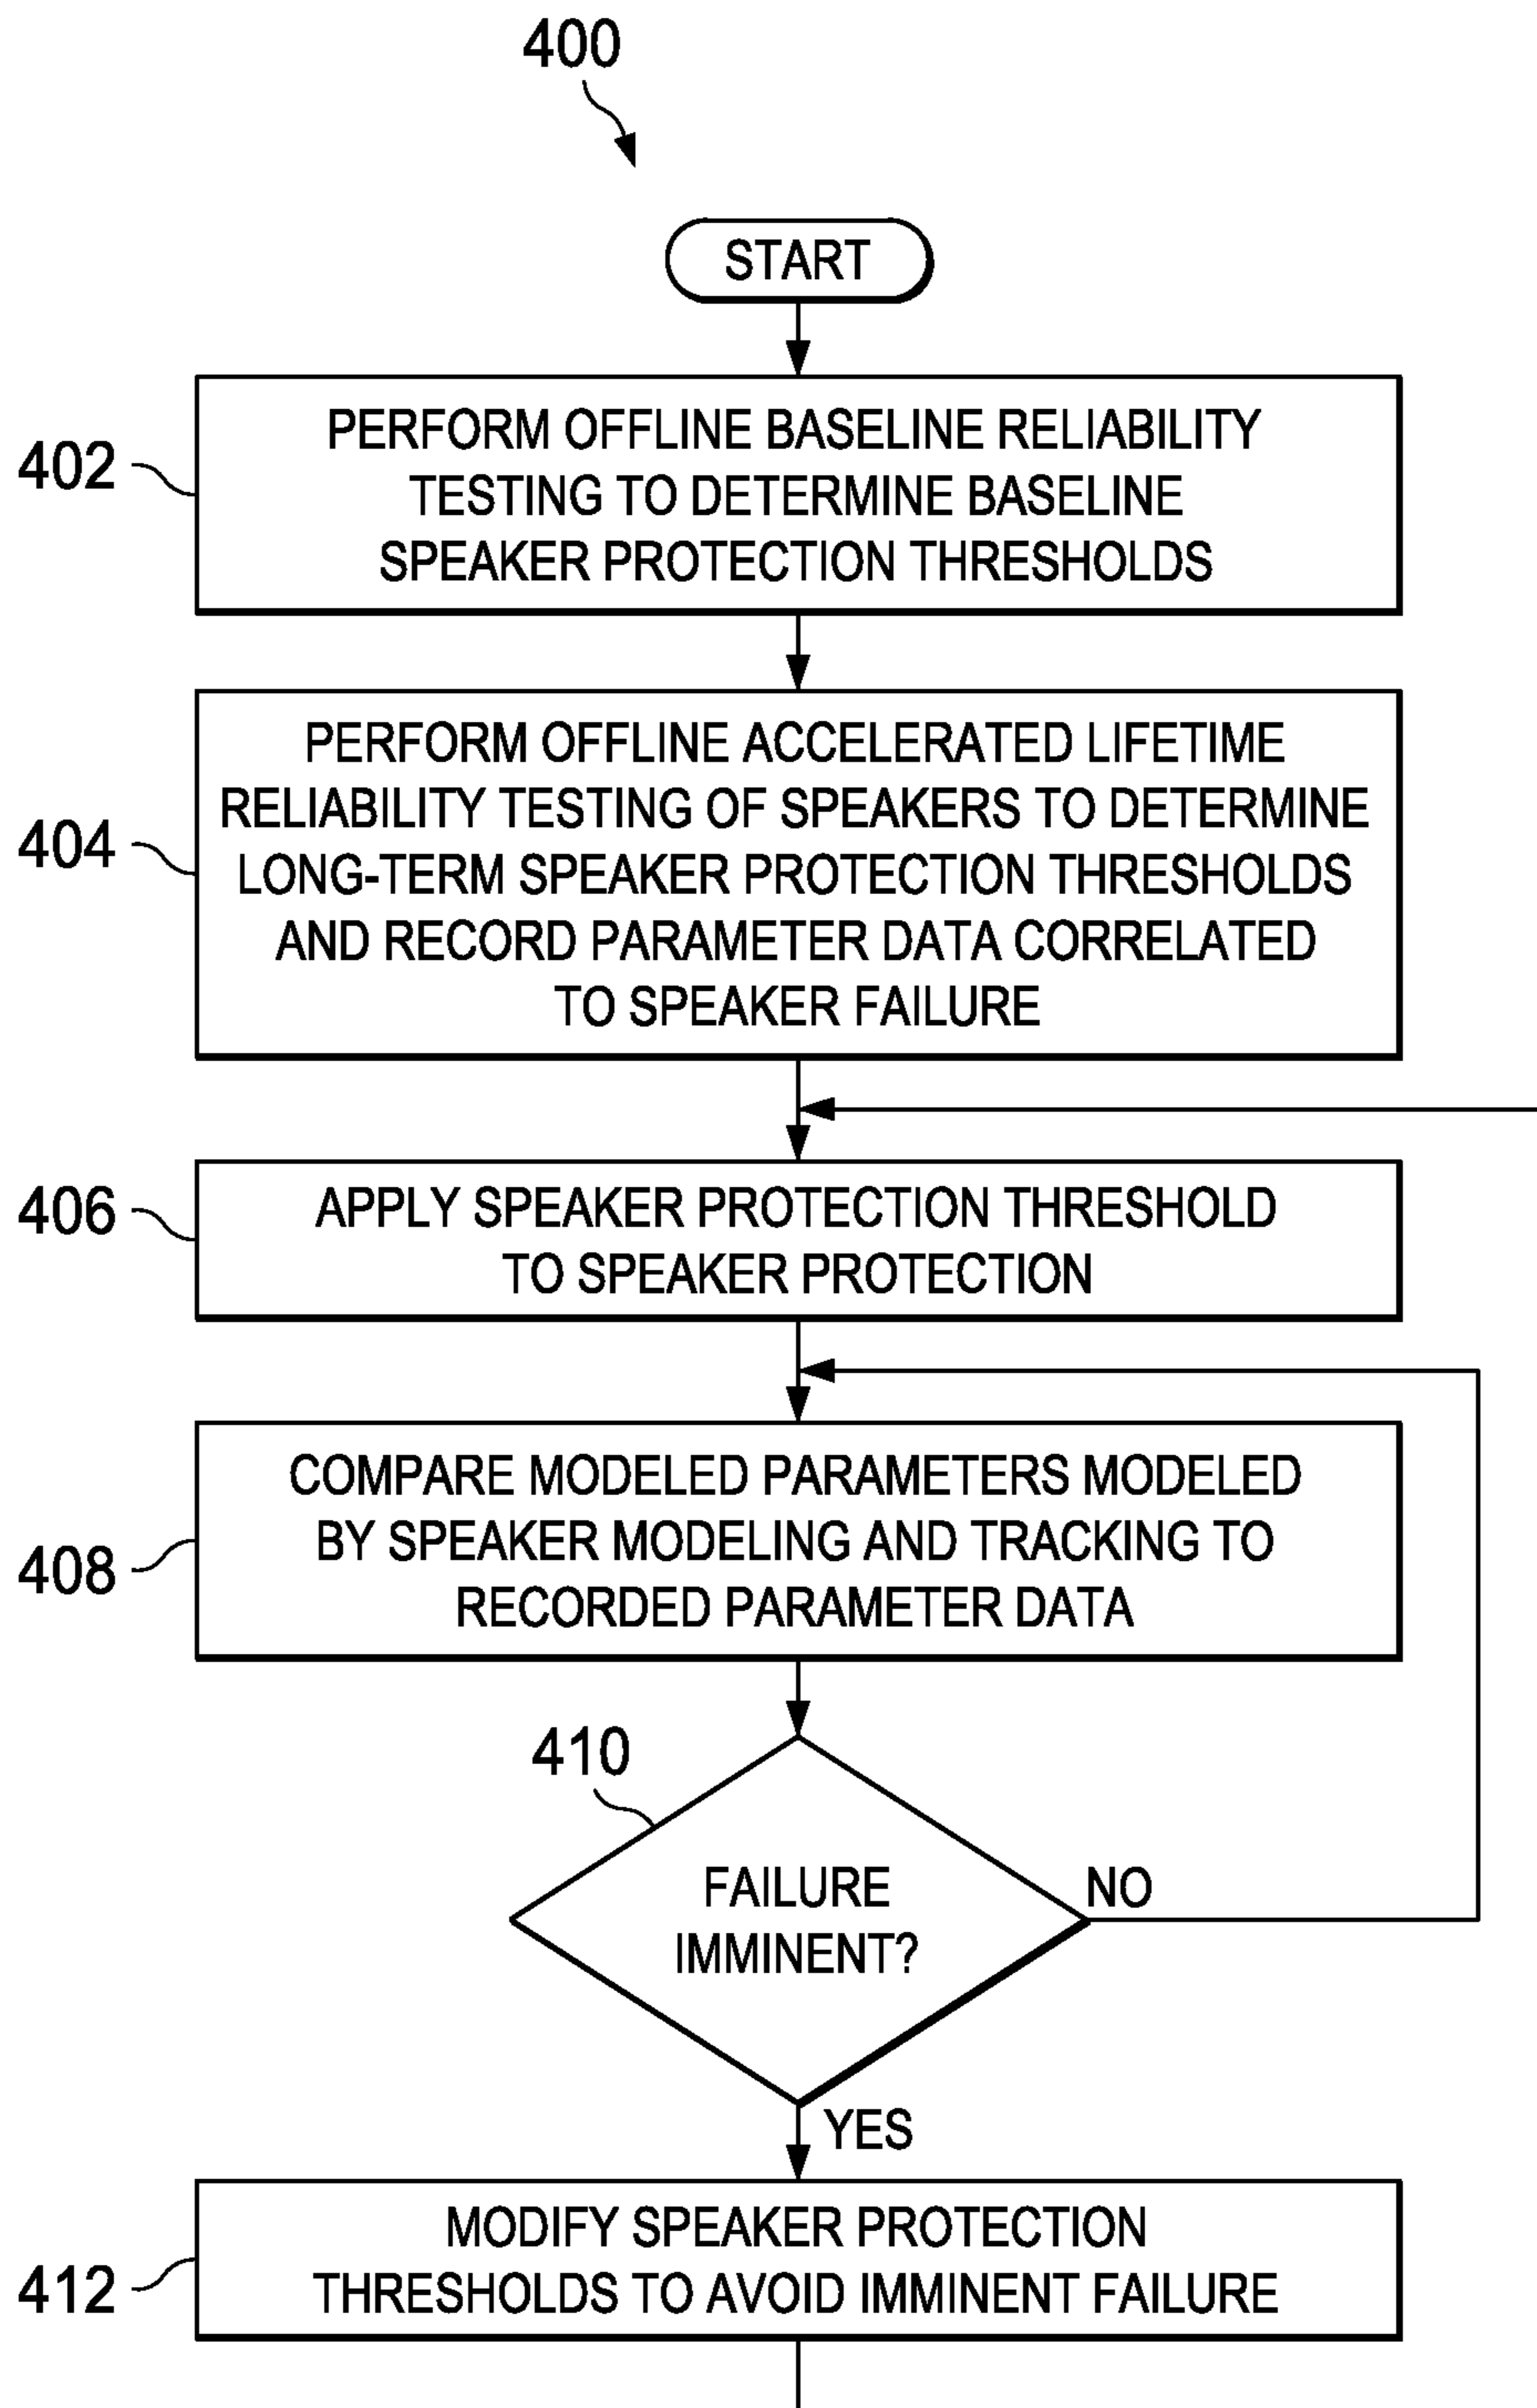 400
START
402
PERFORM OFFLINE BASELINE RELIABILITY
TESTING TO DETERMINE BASELINE
SPEAKER PROTECTION THRESHOLDS
404
PERFORM OFFLINE ACCELERATED LIFETIME
RELIABILITY TESTING OF SPEAKERS TO DETERMINE
LONG-TERM SPEAKER PROTECTION THRESHOLDS
AND RECORD PARAMETER DATA CORRELATED
TO SPEAKER FAILURE
406
APPLY SPEAKER PROTECTION THRESHOLD
TO SPEAKER PROTECTION
408
COMPARE MODELED PARAMETERS MODELED
BY SPEAKER MODELING AND TRACKING TO
RECORDED PARAMETER DATA
410
FAILURE
IMMINENT?
NO
YES
412
MODIFY SPEAKER PROTECTION
THRESHOLDS TO AVOID IMMINENT FAILURE